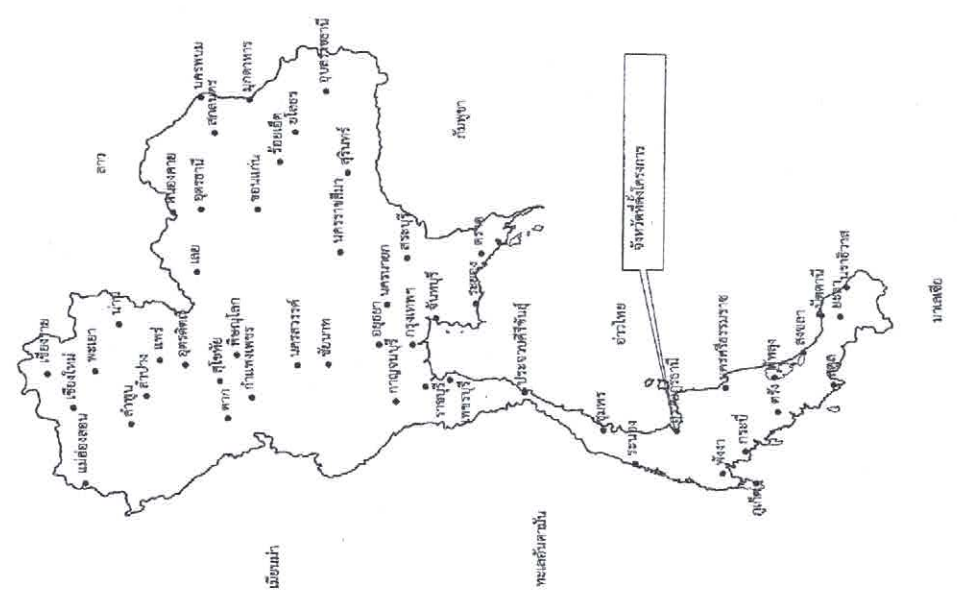 ลาว
เชียงราย
แม่ฮ่องสอน
เชียงใหม่
พะเยา
น่าน
ลำพูน
ลำปาง
แพร่
อุตรดิตถ์
ตาก
สุโขทัย
พิษณุโลก
กำแพงเพชร
เลย
หนองคาย
อุดรธานี
สกลนคร
นครพนม
มุกดาหาร
ขอนแก่น
ร้อยเอ็ด
ยโสธร
อุบลราชธานี
นครสวรรค์
ชัยนาท
นครราชสีมา
สุรินทร์
เมียนม่า
กาญจนบุรี
อยุธยา
นครนายก
สระบุรี
กรุงเทพฯ
ราชบุรี
เพชรบุรี
จันทบุรี
ระยอง
ตราด
กัมพูชา
ประจวบคีรีขันธ์
ทะเลอันดามัน
อ่าวไทย
จังหวัดที่ตั้งโครงการ
ชุมพร
ระนอง
นครศรีธรรมราช
พังงา
กระบี่
ภูเก็ต
ตรัง
พัทลุง
สงขลา
สตูล
ปัตตานี
ยะลา
นราธิวาส
มาเลเซีย